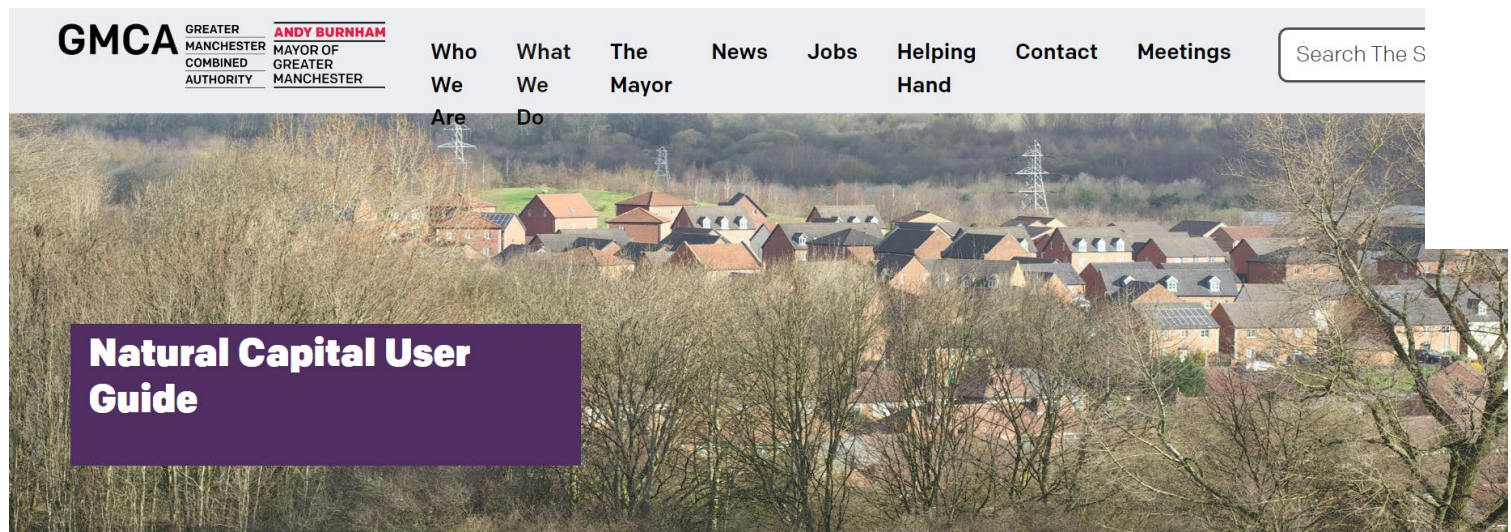 GMCA
GREATER
MANCHESTER
COMBINED
AUTHORITY
ANDY BURNHAM
MAYOR OF
GREATER
MANCHESTER
Who
We
Are
What
We
Do
The
Mayor
News
Jobs
Helping
Hand
Contact
Meetings
Search The S
Natural Capital User
Guide